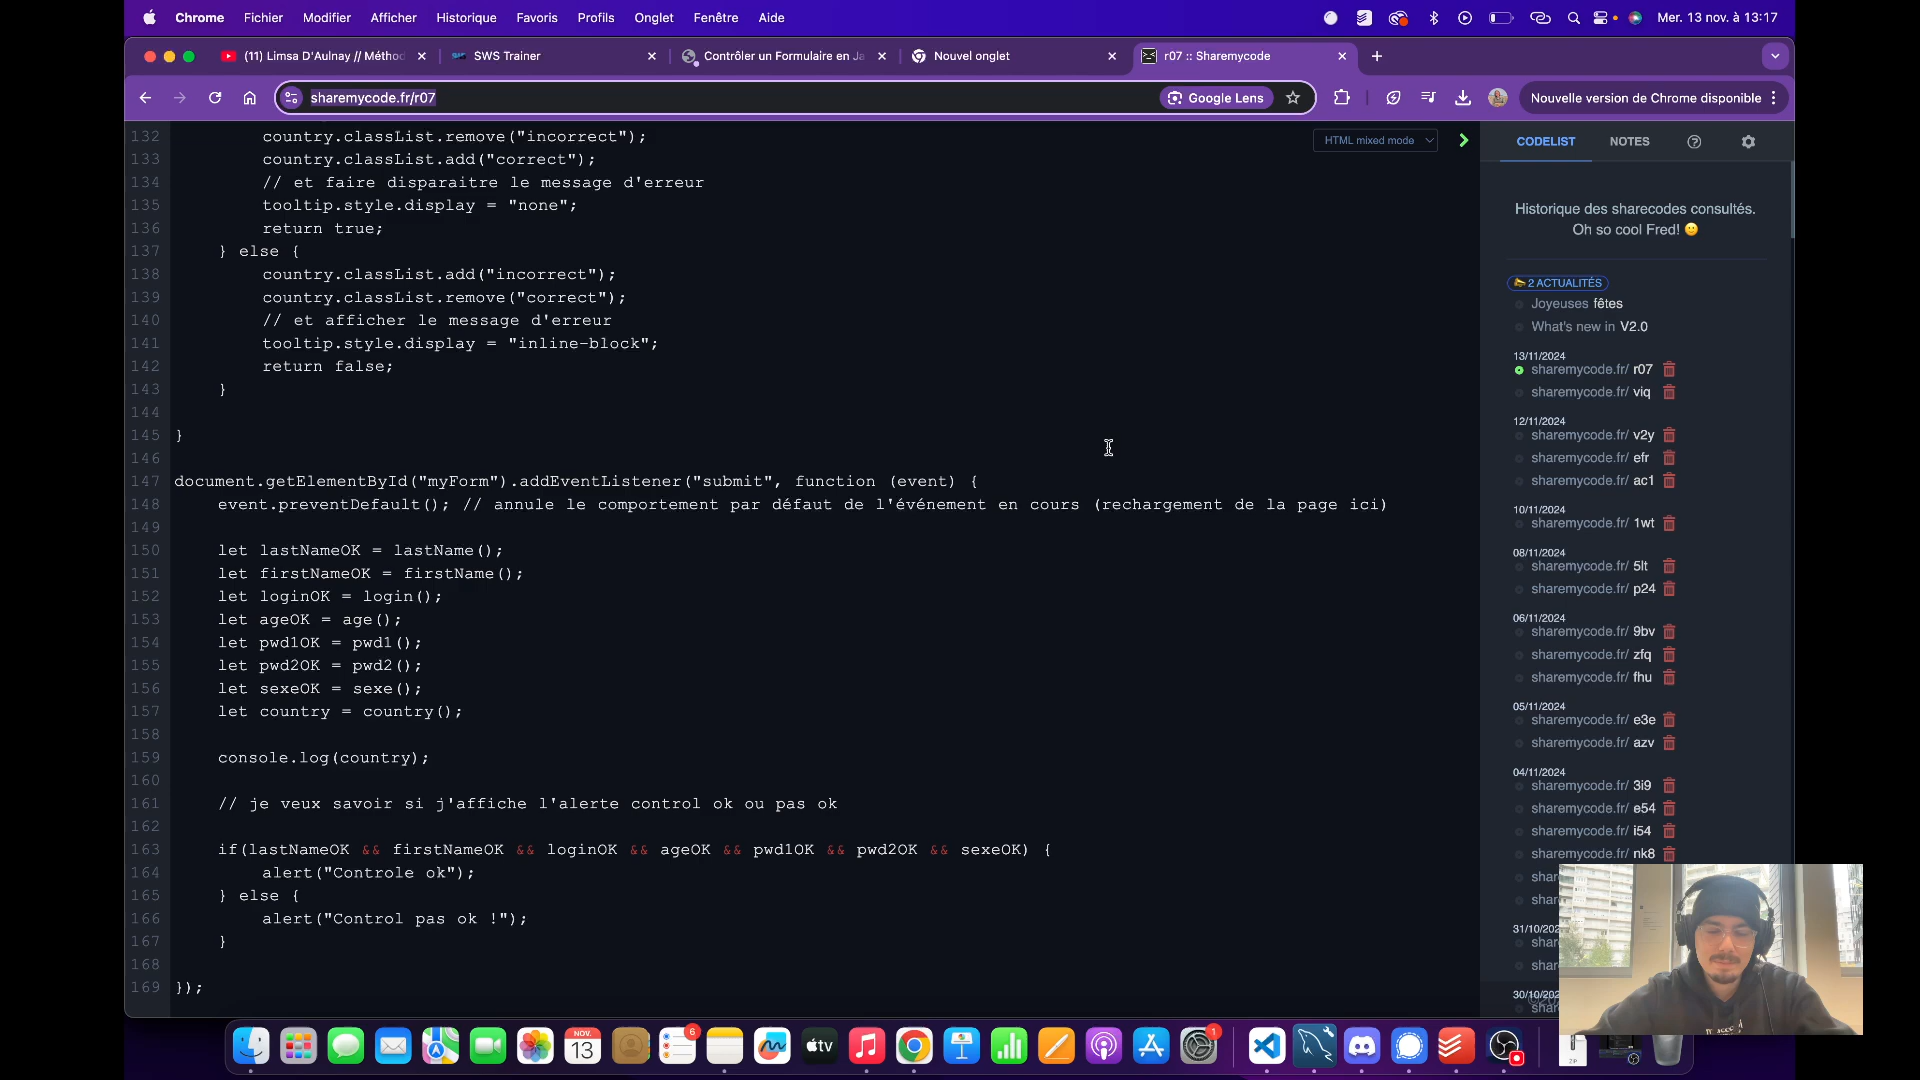 Chrome Fichier Modifier Afficher Historique Favoris Profils Onglet Fenêtre Aide Mer. 13 nov. à 13:17
(11) Limsa D'Aulnay // Méthod SWS Trainer Contrôler un Formulaire en Ja Nouvel onglet r07 :: Sharemycode
sharemycode.fr/r07 Google Lens Nouvelle version de Chrome disponible
132 country.classList.remove("incorrect");
133 country.classList.add("correct");
134 // et faire disparaitre le message d'erreur
135 tooltip.style.display = "none";
136 return true;
137 } else {
138 country.classList.add("incorrect");
139 country.classList.remove("correct");
140 // et afficher le message d'erreur
141 tooltip.style.display = "inline-block";
142 return false;
143 }
144
145 }
146
147 document.getElementById("myForm").addEventListener("submit", function (event) {
148 event.preventDefault(); // annule le comportement par défaut de l'événement en cours (rechargement de la page ici)
149
150 let lastNameOK = lastName();
151 let firstNameOK = firstName();
152 let loginOK = login();
153 let ageOK = age();
154 let pwd1OK = pwd1();
155 let pwd2OK = pwd2();
156 let sexeOK = sexe();
157 let country = country();
158
159 console.log(country);
160
161 // je veux savoir si j'affiche l'alerte control ok ou pas ok
162
163 if(lastNameOK && firstNameOK && loginOK && ageOK && pwd1OK && pwd2OK && sexeOK) {
164 alert("Controle ok");
165 } else {
166 alert("Control pas ok !");
167 }
168
169 });
HTML mixed mode
CODELIST NOTES
Historique des sharecodes consultés.
Oh so cool Fred! 🙂
2 ACTUALITÉS
Joyeuses fêtes
What's new in V2.0
13/11/2024
sharemycode.fr/ r07
sharemycode.fr/ viq
12/11/2024
sharemycode.fr/ v2y
sharemycode.fr/ efr
sharemycode.fr/ ac1
10/11/2024
sharemycode.fr/ 1wt
08/11/2024
sharemycode.fr/ 5lt
sharemycode.fr/ p24
06/11/2024
sharemycode.fr/ 9bv
sharemycode.fr/ zfq
sharemycode.fr/ fhu
05/11/2024
sharemycode.fr/ e3e
sharemycode.fr/ azv
04/11/2024
sharemycode.fr/ 3i9
sharemycode.fr/ e54
sharemycode.fr/ i54
sharemycode.fr/ nk8
shar
shar
31/10/202
shar
shar
30/10/202
shar
NOV.
13
6
tv
1
ZIP